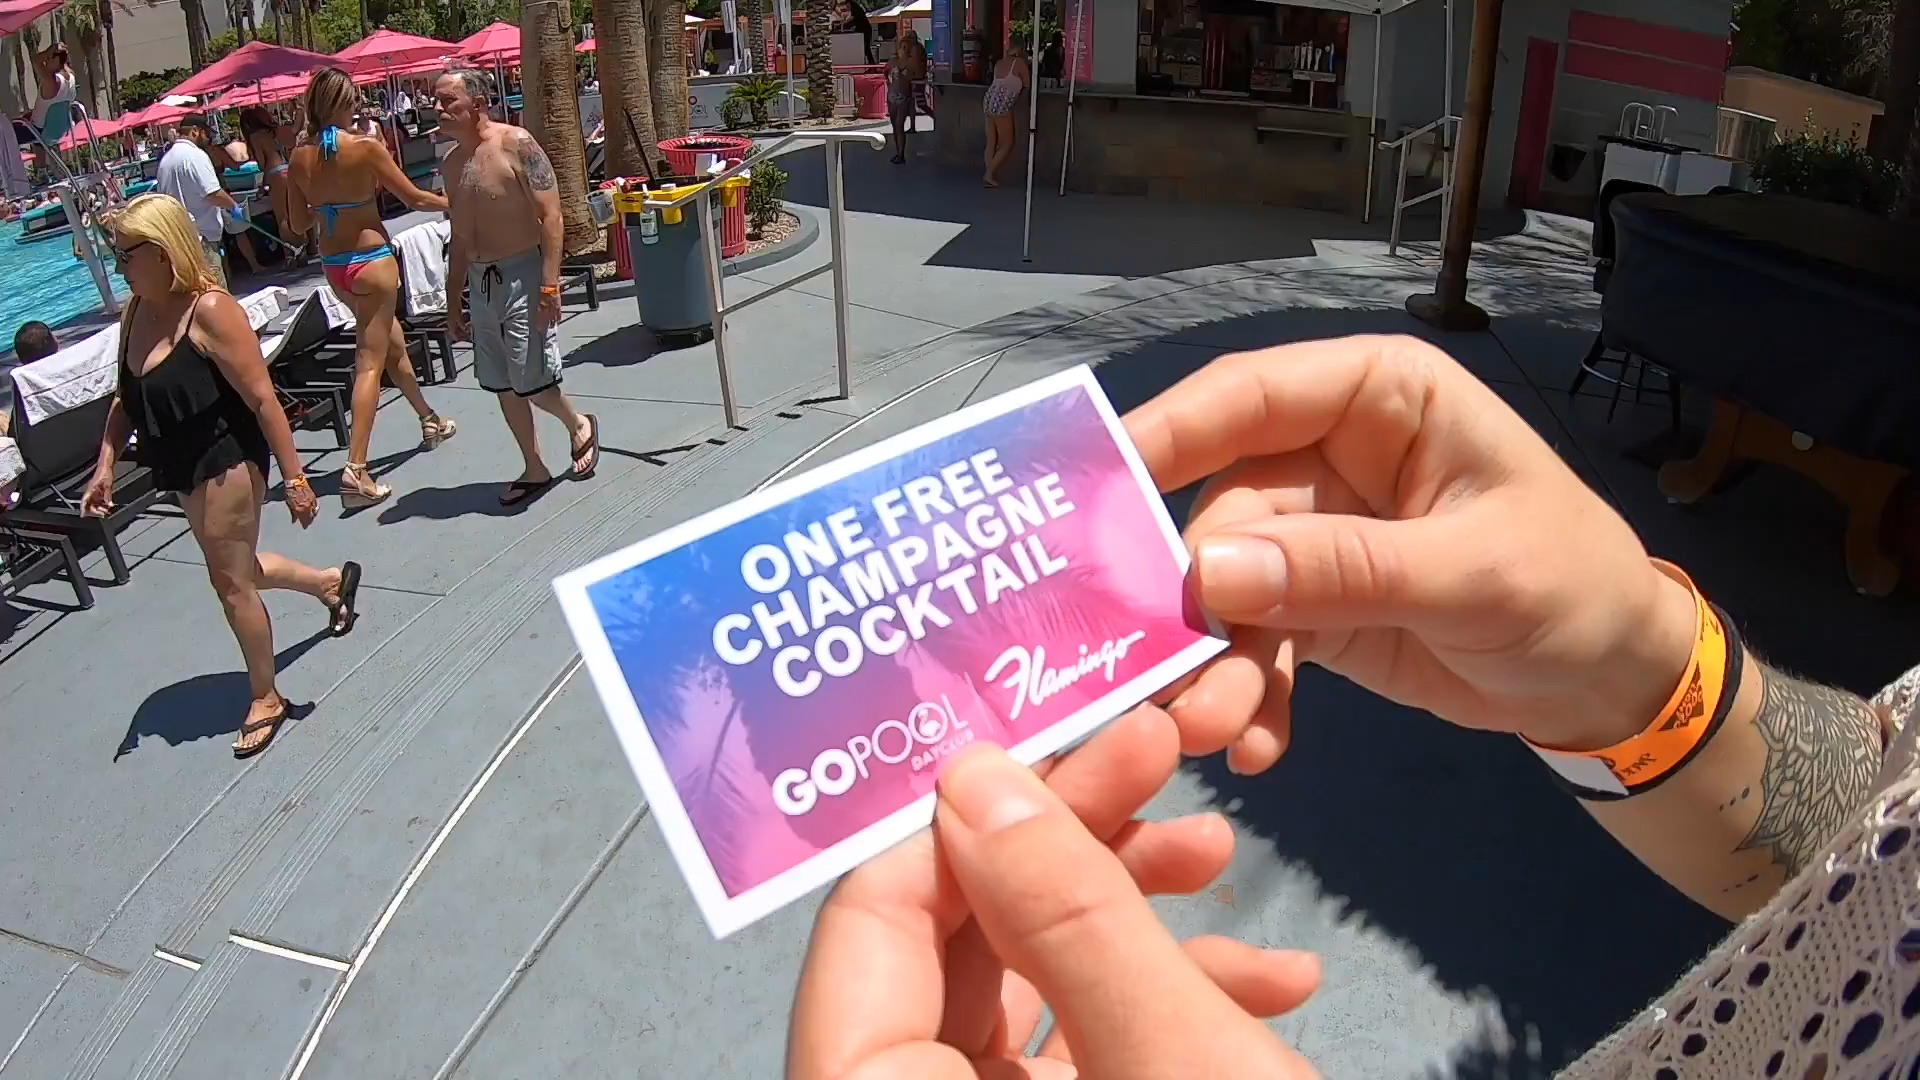 ONE FREE
CHAMPAGNE
COCKTAIL
GOPOOL
DAYCLUB
Flamingo